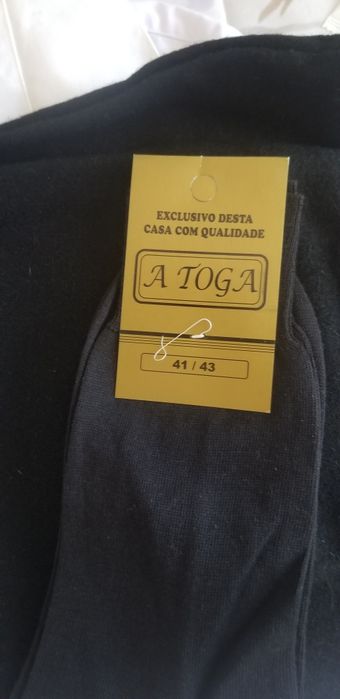 EXCLUSIVO DESTA
CASA COM QUALIDADE
A TOGA
41 / 43